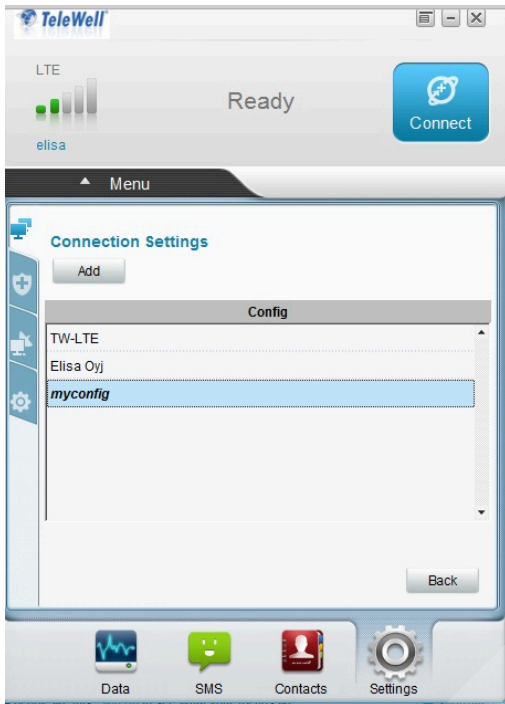 TeleWell
LTE
Ready
Connect
elisa
Menu
Connection Settings
Add
Config
TW-LTE
Elisa Oyj
myconfig
Back
Data
SMS
Contacts
Settings